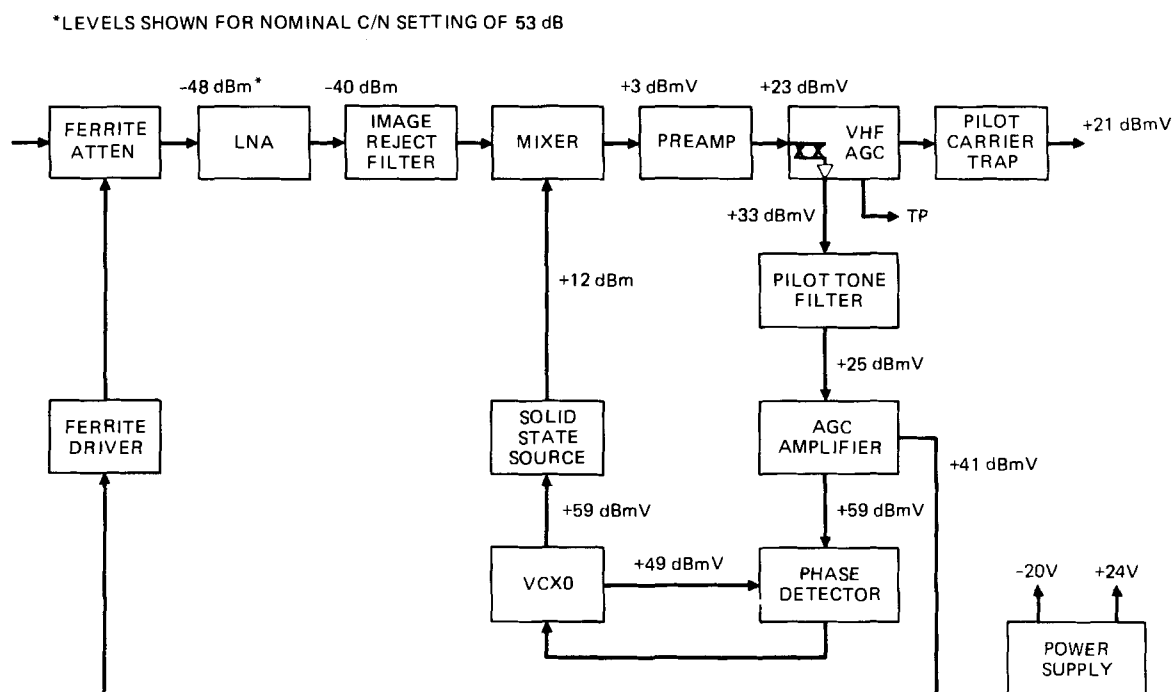 *LEVELS SHOWN FOR NOMINAL C/N SETTING OF 53 dB
-48 dBm*
-40 dBm
+3 dBmV
+23 dBmV
FERRITE
ATTEN
LNA
IMAGE
REJECT
FILTER
MIXER
PREAMP
VHF
AGC
PILOT
CARRIER
TRAP
+21 dBmV
+33 dBmV
TP
+12 dBm
PILOT TONE
FILTER
+25 dBmV
FERRITE
DRIVER
SOLID
STATE
SOURCE
AGC
AMPLIFIER
+41 dBmV
+59 dBmV
+59 dBmV
VCX0
+49 dBmV
PHASE
DETECTOR
-20V
+24V
POWER
SUPPLY